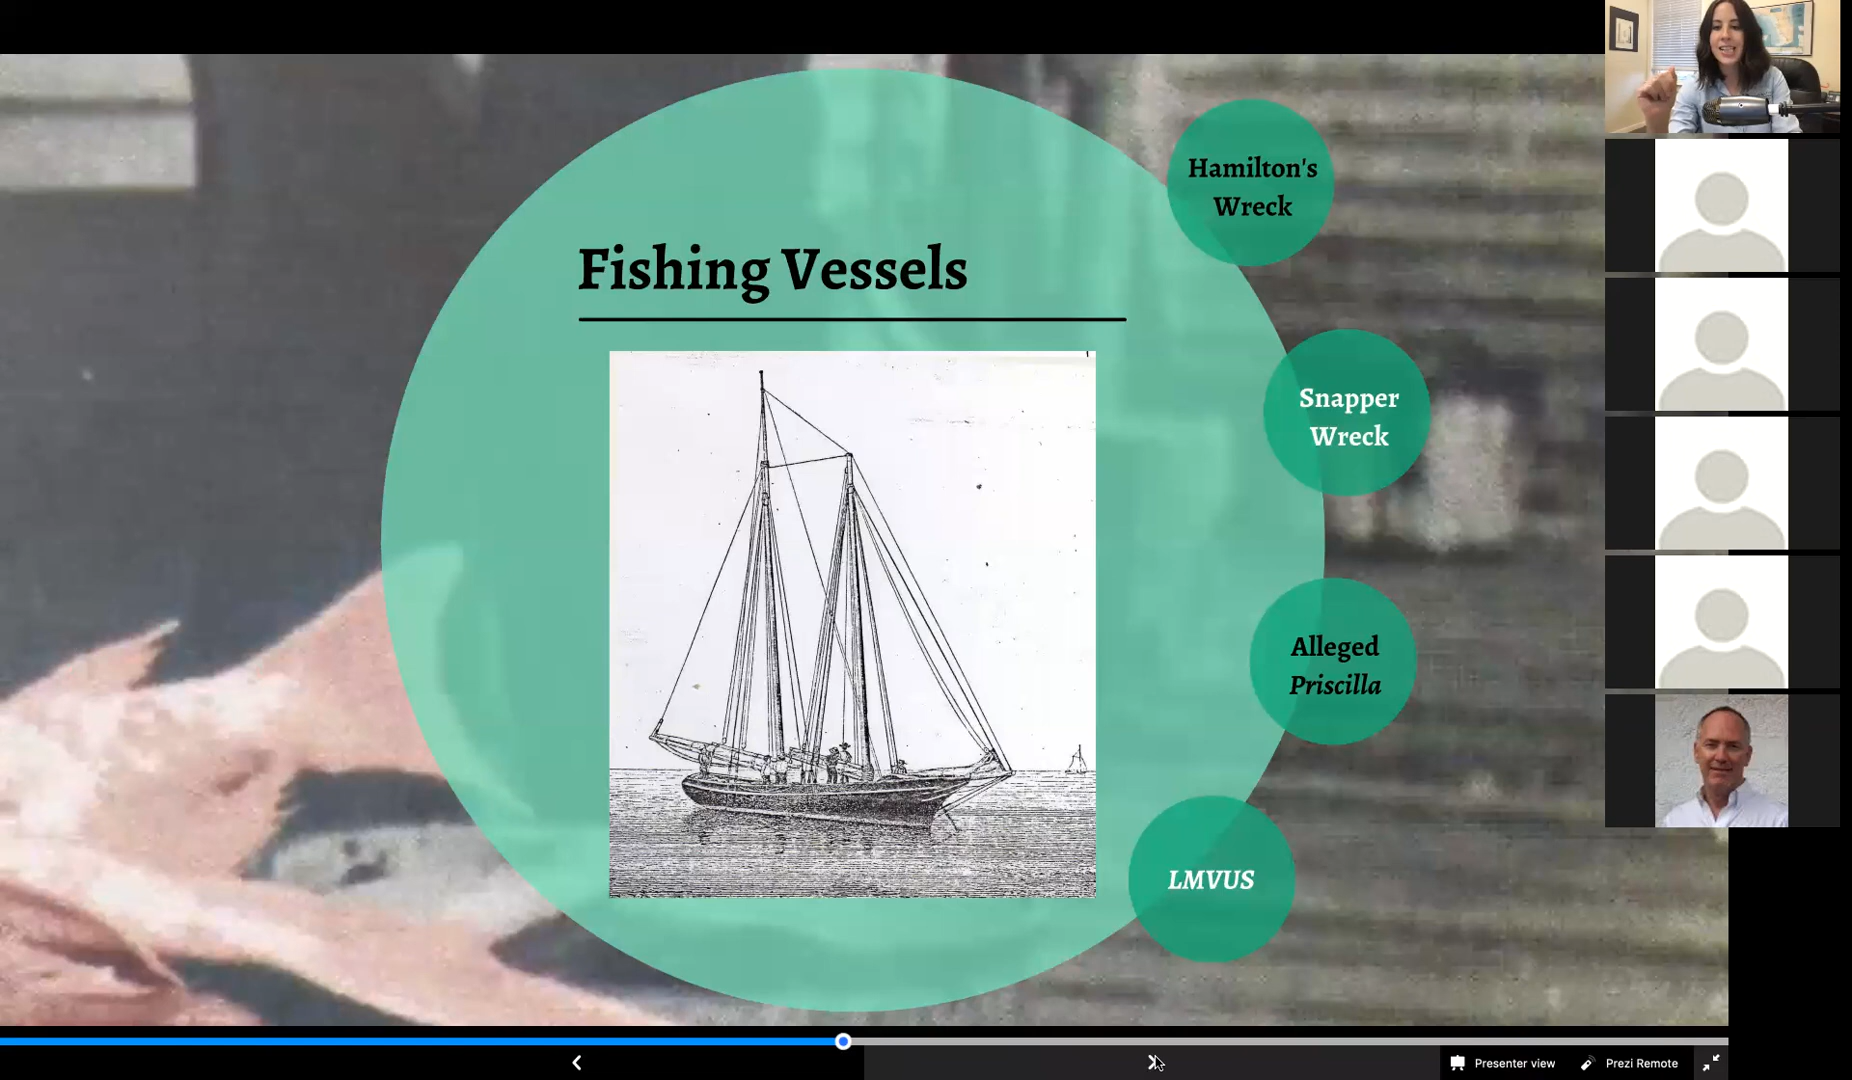 Fishing Vessels
Hamilton's
Wreck
Snapper
Wreck
Alleged
Priscilla
LMVUS
Presenter view
Prezi Remote